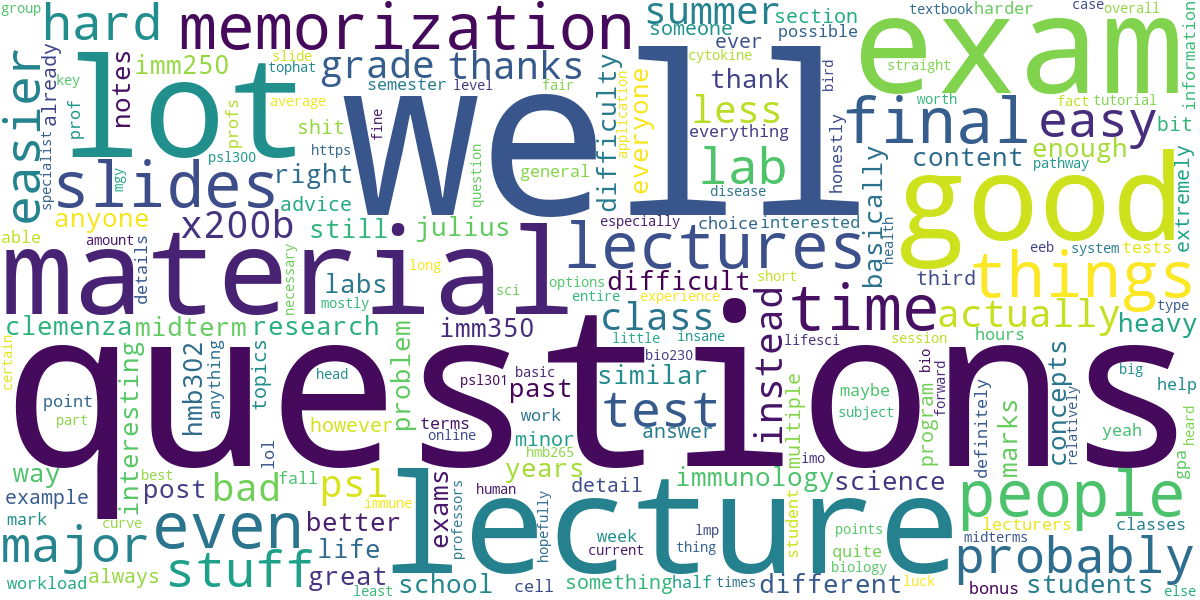 group
hard
memorization
summer
section
someone
ever
possible
textbook
harder
case
overall
exam
information
easier
already
key
prof
notes
lot
slide
tophat
imm250
grade
thanks
semester
level
well
cytokine
thank
less
everything
bird
fair
fine
difficulty
application
everyone
straight
worth
fact
tutorial
final
easy
bit
honestly
average
profs
shit
https
question
general
lab
disease
basically
content
enough
extremely
specialist
psl300
mgy
slides
right
advice
x200b
still
julius
especially
choice
interested
health
good
anyone
able
amount
details
material
necessary
labs
mostly
long
sci
lectures
options
entire
difficult
experience
short
third
eeb
system
tests
things
type
time
actually
heavy
clemenza
midterm
research
imm350
class
little
insane
instead
lifesci
session
hours
certain
questions
interesting
hmb302
anything
topics
head
problem
psl301
basic
past
bio230
similar
multiple
maybe
subject
program
bio
forward
definitely
concepts
relatively
big
help
point
part
however
terms
online
work
minor
hmb265
test
answer
imo
marks
yeah
gpa
heard
way
example
mark
curve
best
post
bad
lol
fall
psl
immune
exams
professors
years
human
hopefully
detail
immunology
student
science
points
quite
biology
people
lecturers
classes
midterms
major
even
better
life
lecture
week
current
thing
lmp
probably
workload
always
stuff
great
least
school
cell
something
half
times
different
luck
bonus
students
else